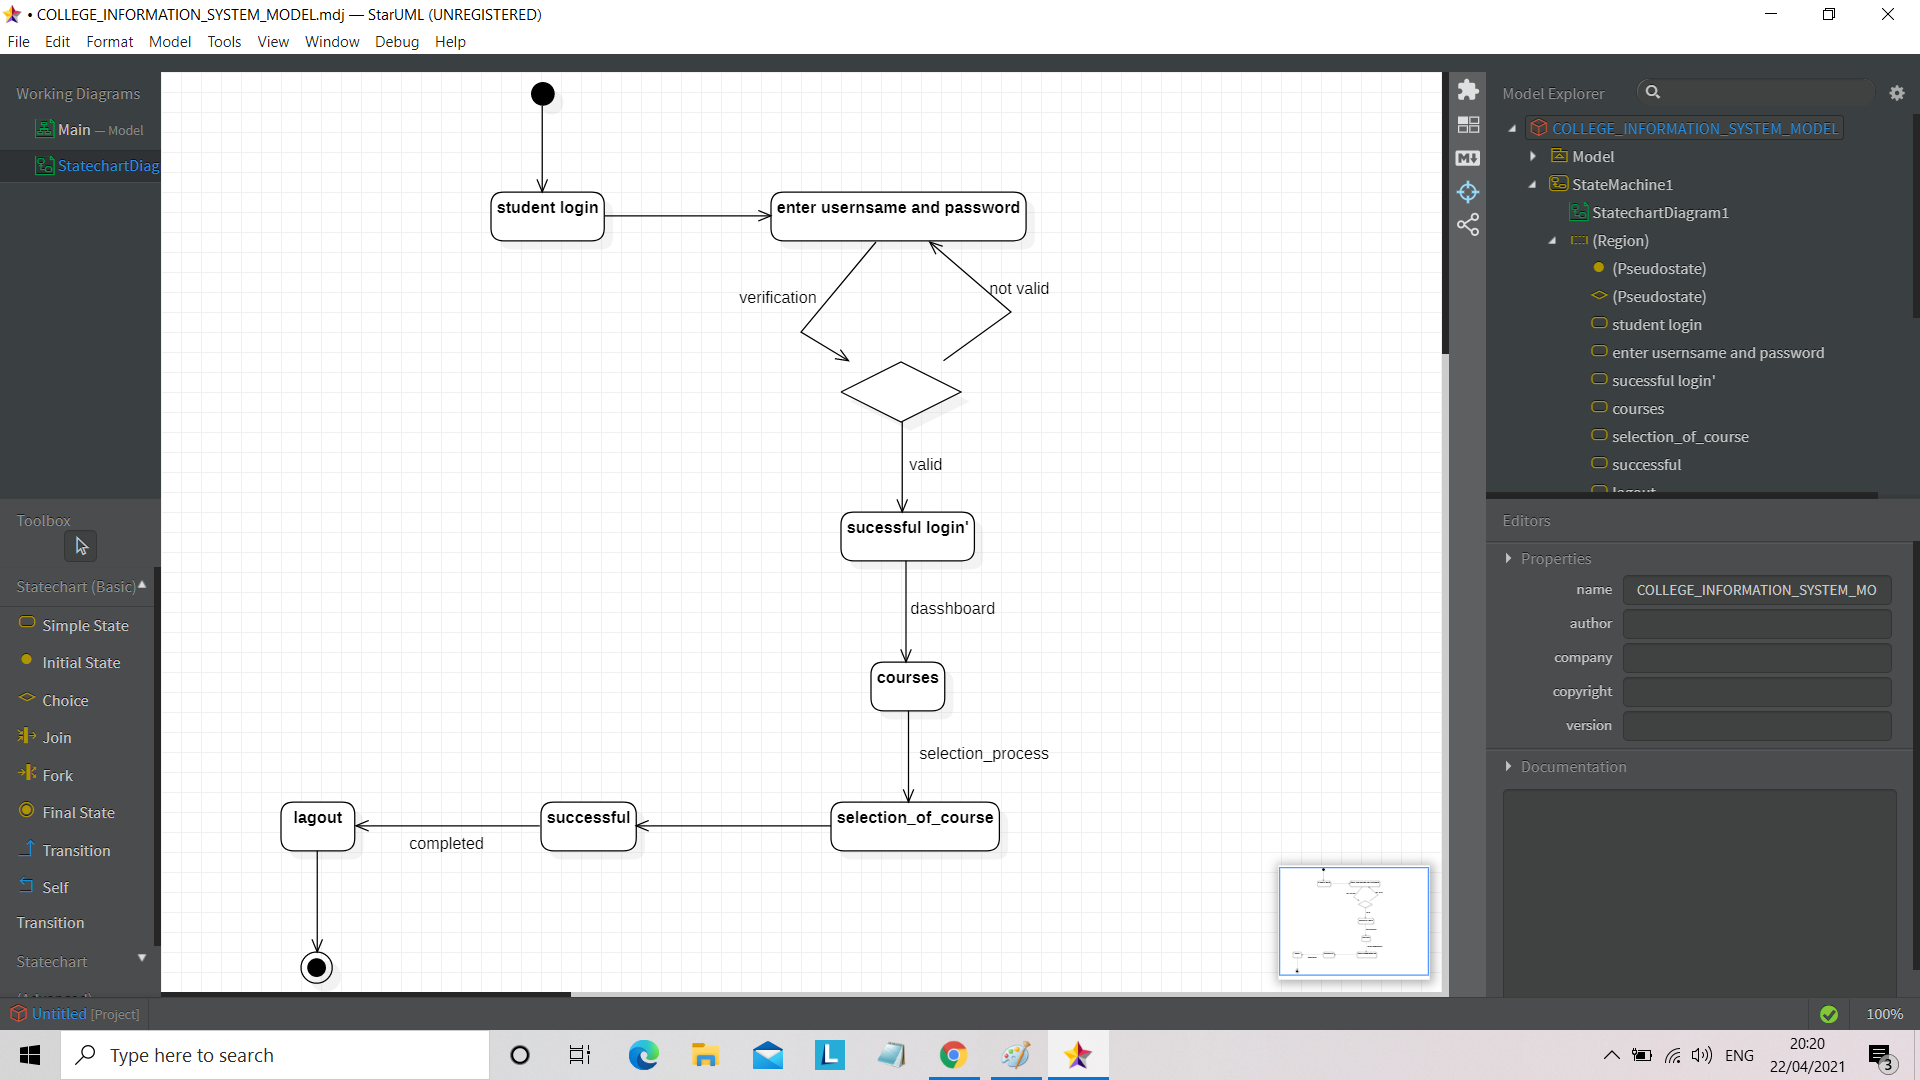 • COLLEGE_INFORMATION_SYSTEM_MODEL.mdj — StarUML (UNREGISTERED)
File Edit Format Model Tools View Window Debug Help
Working Diagrams
Main — Model
StatechartDiag
Toolbox
Statechart (Basic)
Simple State
Initial State
Choice
Join
Fork
Final State
Transition
Self
Transition
Statechart
student login
enter usernsame and password
verification
not valid
valid
sucessful login'
dasshboard
courses
selection_process
lagout
completed
successful
selection_of_course
Model Explorer
COLLEGE_INFORMATION_SYSTEM_MODEL
Model
StateMachine1
StatechartDiagram1
(Region)
(Pseudostate)
(Pseudostate)
student login
enter usernsame and password
sucessful login'
courses
selection_of_course
successful
lagout
Editors
Properties
name COLLEGE_INFORMATION_SYSTEM_MO
author
company
copyright
version
Documentation
Untitled [Project]
100%
Type here to search
ENG
20:20
22/04/2021
3